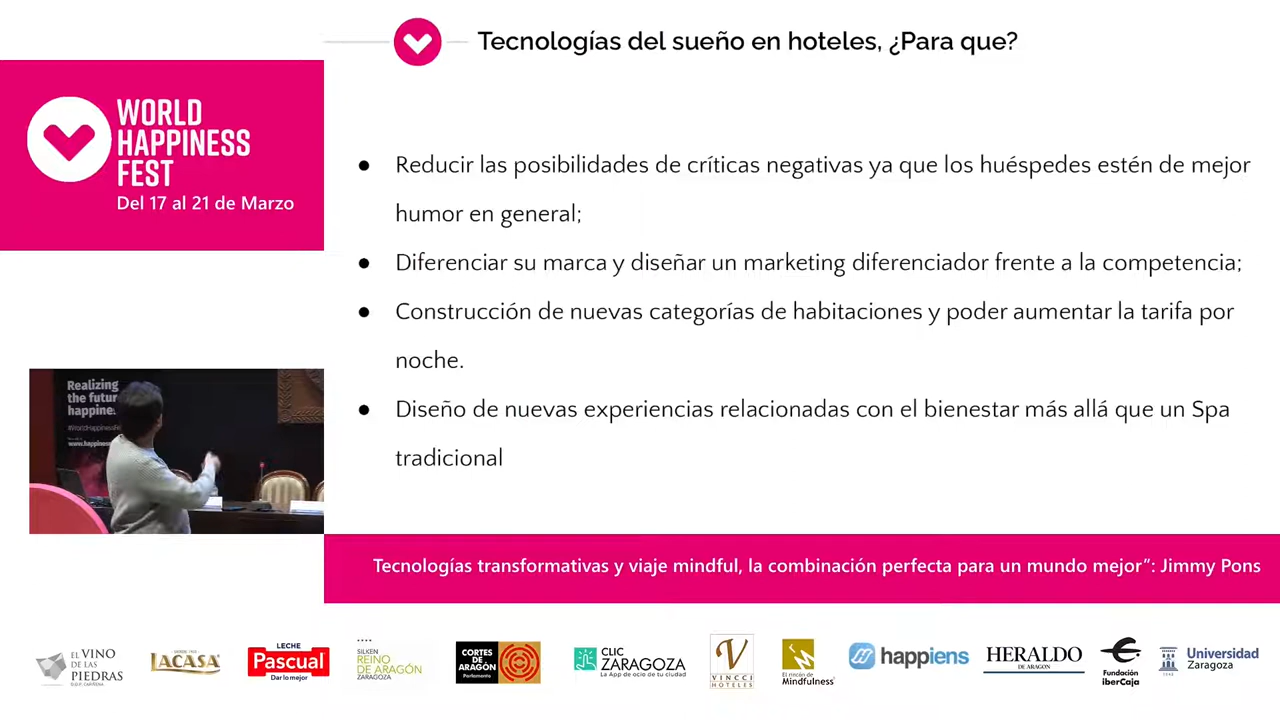 Tecnologías del sueño en hoteles, ¿Para que?
WORLD
HAPPINESS
FEST
Del 17 al 21 de Marzo
● Reducir las posibilidades de críticas negativas ya que los huéspedes estén de mejor
humor en general;
● Diferenciar su marca y diseñar un marketing diferenciador frente a la competencia;
● Construcción de nuevas categorías de habitaciones y poder aumentar la tarifa por
noche.
● Diseño de nuevas experiencias relacionadas con el bienestar más allá que un Spa
tradicional
Realizing
the futur
happine
Tecnologías transformativas y viaje mindful, la combinación perfecta para un mundo mejor”: Jimmy Pons
EL VINO
DE LAS
PIEDRAS
LACASA
LECHE
Pascual
Dar lo mejor
SILKEN
REINO
DE ARAGÓN
ZARAGOZA
CORTES
DE
ARAGÓN
Parlamento
CLIC
ZARAGOZA
La App de ocio de tu ciudad
V
VINCCI
HOTELES
El rincón de
Mindfulness
happiens
HERALDO
DE ARAGON
Fundación
iberCaja
Universidad
Zaragoza